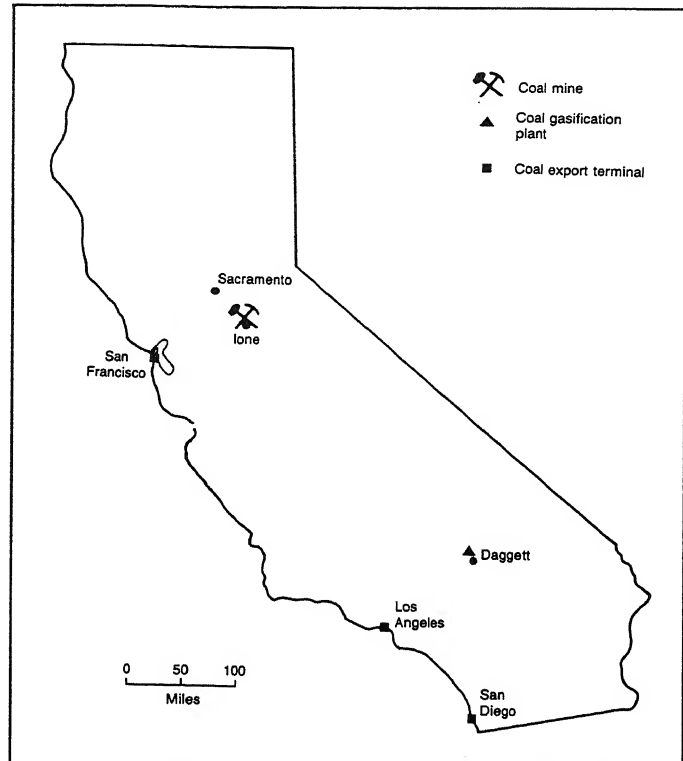 Coal mine
Coal gasification
plant
Coal export terminal
Sacramento
Ione
San
Francisco
Daggett
Los
Angeles
0 50 100
Miles
San
Diego